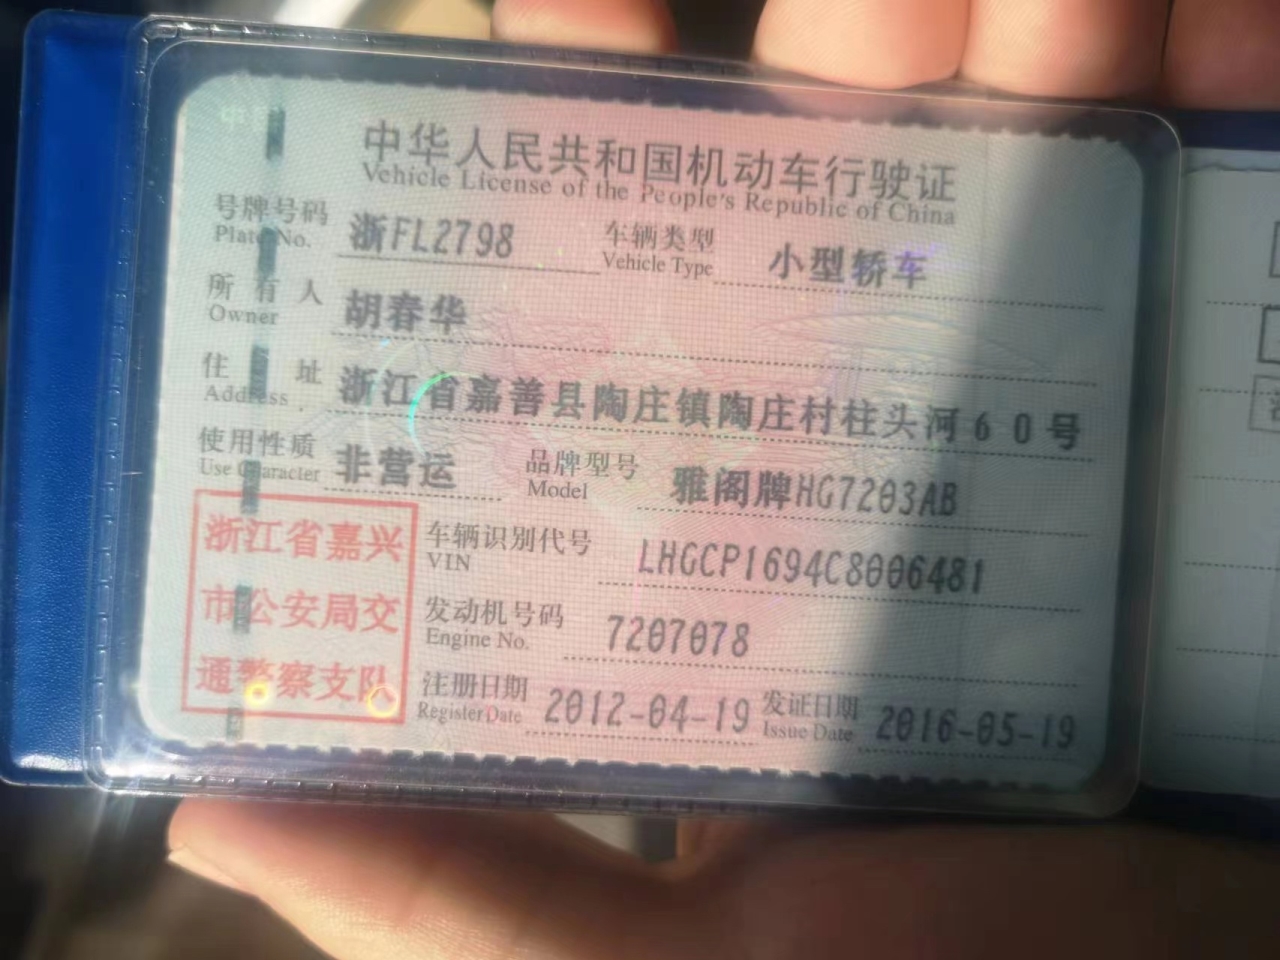 中华人民共和国机动车行驶证
Vehicle License of the People's Republic of China
号牌号码 浙FL2798 车辆类型 小型轿车
Plate No. Vehicle Type
所有人 胡春华
Owner
住址 浙江省嘉善县陶庄镇陶庄村柱头河60号
Address
使用性质 非营运 品牌型号 雅阁牌HG7203AB
Use Character Model
浙江省嘉兴
市公安局交
通警察支队
车辆识别代号 LHGCP1694C8006481
VIN
发动机号码 7207078
Engine No.
注册日期 2012-04-19 发证日期 2016-05-19
Register Date Issue Date